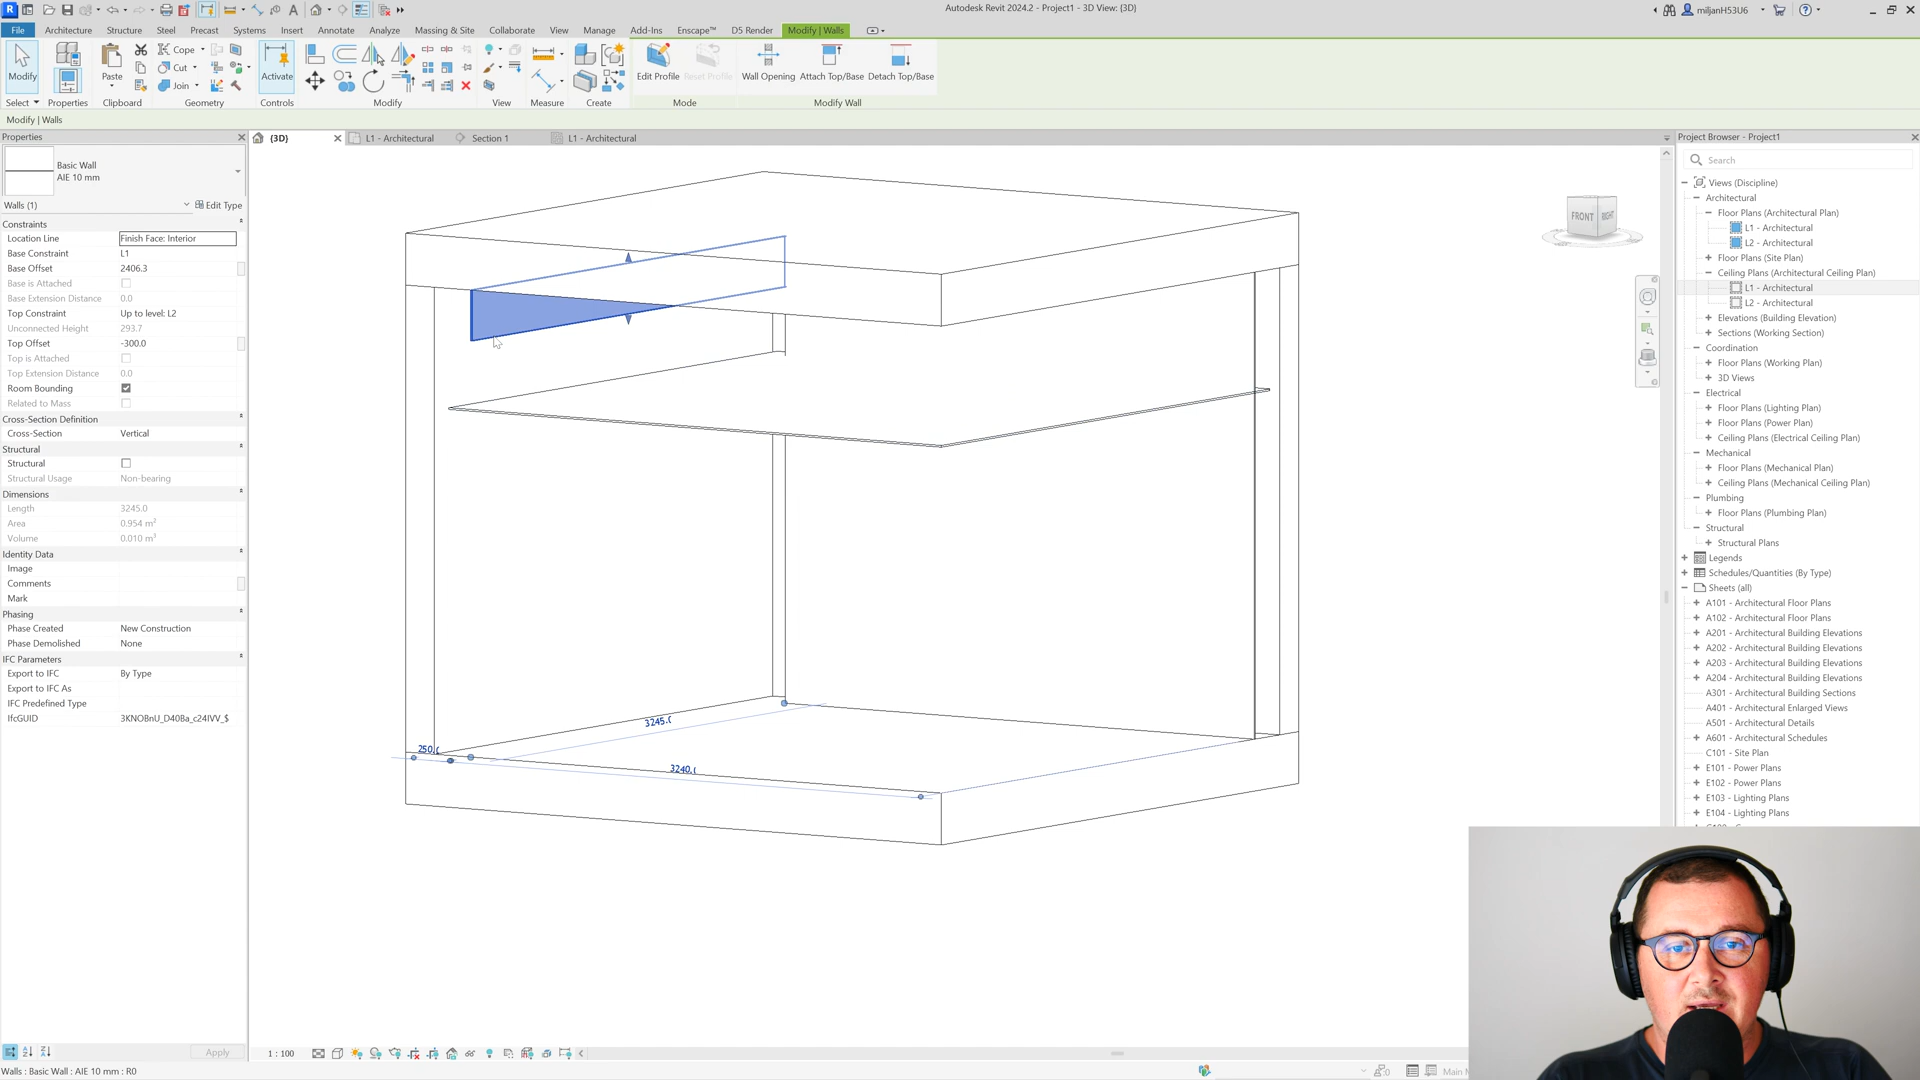 Autodesk Revit 2024.2 - Project1 - 3D View: {3D}
miljanH53U6
File
Architecture
Structure
Steel
Precast
Systems
Insert
Annotate
Analyze
Massing & Site
Collaborate
View
Manage
Add-Ins
Enscape™
D5 Render
Modify | Walls
Modify
Paste
Cope
Cut
Join
Activate
Edit Profile
Reset Profile
Wall Opening
Attach Top/Base
Detach Top/Base
Select
Properties
Clipboard
Geometry
Controls
Modify
View
Measure
Create
Mode
Modify Wall
Modify | Walls
Properties
{3D}
L1 - Architectural
Section 1
L1 - Architectural
Basic Wall
AIE 10 mm
Walls (1)
Edit Type
Constraints
Location Line Finish Face: Interior
Base Constraint L1
Base Offset 2406.3
Base is Attached
Base Extension Distance 0.0
Top Constraint Up to level: L2
Unconnected Height 293.7
Top Offset -300.0
Top is Attached
Top Extension Distance 0.0
Room Bounding
Related to Mass
Cross-Section Definition
Cross-Section Vertical
Structural
Structural
Structural Usage Non-bearing
Dimensions
Length 3245.0
Area 0.954 m²
Volume 0.010 m³
Identity Data
Image
Comments
Mark
Phasing
Phase Created New Construction
Phase Demolished None
IFC Parameters
Export to IFC By Type
Export to IFC As
IFC Predefined Type
IfcGUID 3KNOBnU_D40Ba_c24IVV_$
Apply
FRONT
RIGHT
3245.0
250.0
3240.0
1 : 100
Walls : Basic Wall : AIE 10 mm : R0
:0
Main M
Project Browser - Project1
Search
Views (Discipline)
Architectural
Floor Plans (Architectural Plan)
L1 - Architectural
L2 - Architectural
Floor Plans (Site Plan)
Ceiling Plans (Architectural Ceiling Plan)
L1 - Architectural
L2 - Architectural
Elevations (Building Elevation)
Sections (Working Section)
Coordination
Floor Plans (Working Plan)
3D Views
Electrical
Floor Plans (Lighting Plan)
Floor Plans (Power Plan)
Ceiling Plans (Electrical Ceiling Plan)
Mechanical
Floor Plans (Mechanical Plan)
Ceiling Plans (Mechanical Ceiling Plan)
Plumbing
Floor Plans (Plumbing Plan)
Structural
Structural Plans
Legends
Schedules/Quantities (By Type)
Sheets (all)
A101 - Architectural Floor Plans
A102 - Architectural Floor Plans
A201 - Architectural Building Elevations
A202 - Architectural Building Elevations
A203 - Architectural Building Elevations
A204 - Architectural Building Elevations
A301 - Architectural Building Sections
A401 - Architectural Enlarged Views
A501 - Architectural Details
A601 - Architectural Schedules
C101 - Site Plan
E101 - Power Plans
E102 - Power Plans
E103 - Lighting Plans
E104 - Lighting Plans